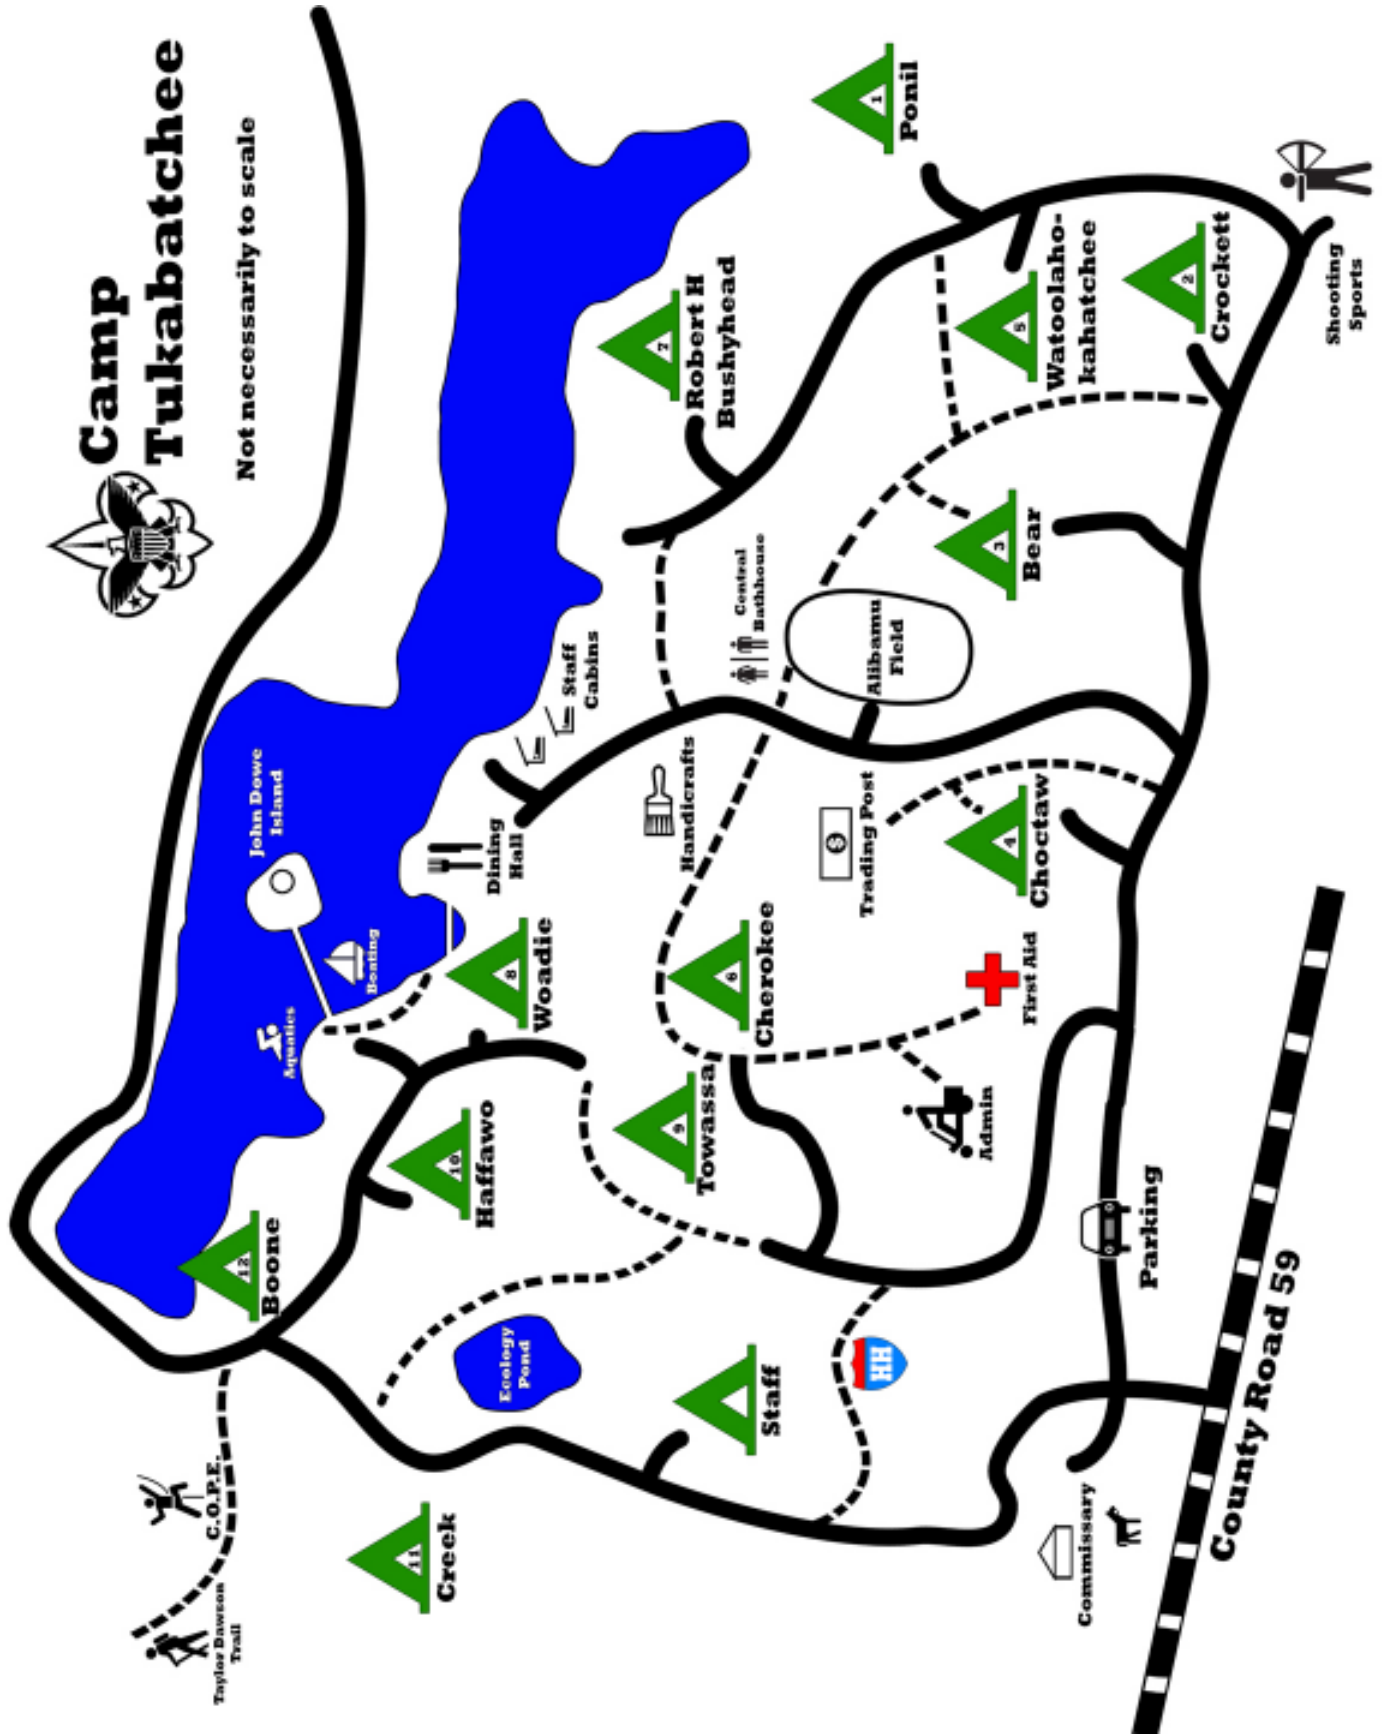 Camp
Tukabatchee
Not necessarily to scale
1
Ponil
Shooting
Sports
2
Crockett
5
Watoolaho-
kahatchee
7
Robert H
Bushyhead
3
Bear
Central
Bathhouse
Alibamu
Field
Staff
Cabins
John Dowe
Island
Handicrafts
Dining
Hall
$
Trading Post
4
Choctaw
Boating
8
Woadie
6
Cherokee
First Aid
Aquatics
10
Haffawo
9
Towassa
Admin
12
Boone
Parking
Ecology
Pond
HH
Staff
County Road 59
C.O.P.E.
Taylor Dawson
Trail
11
Creek
Commissary